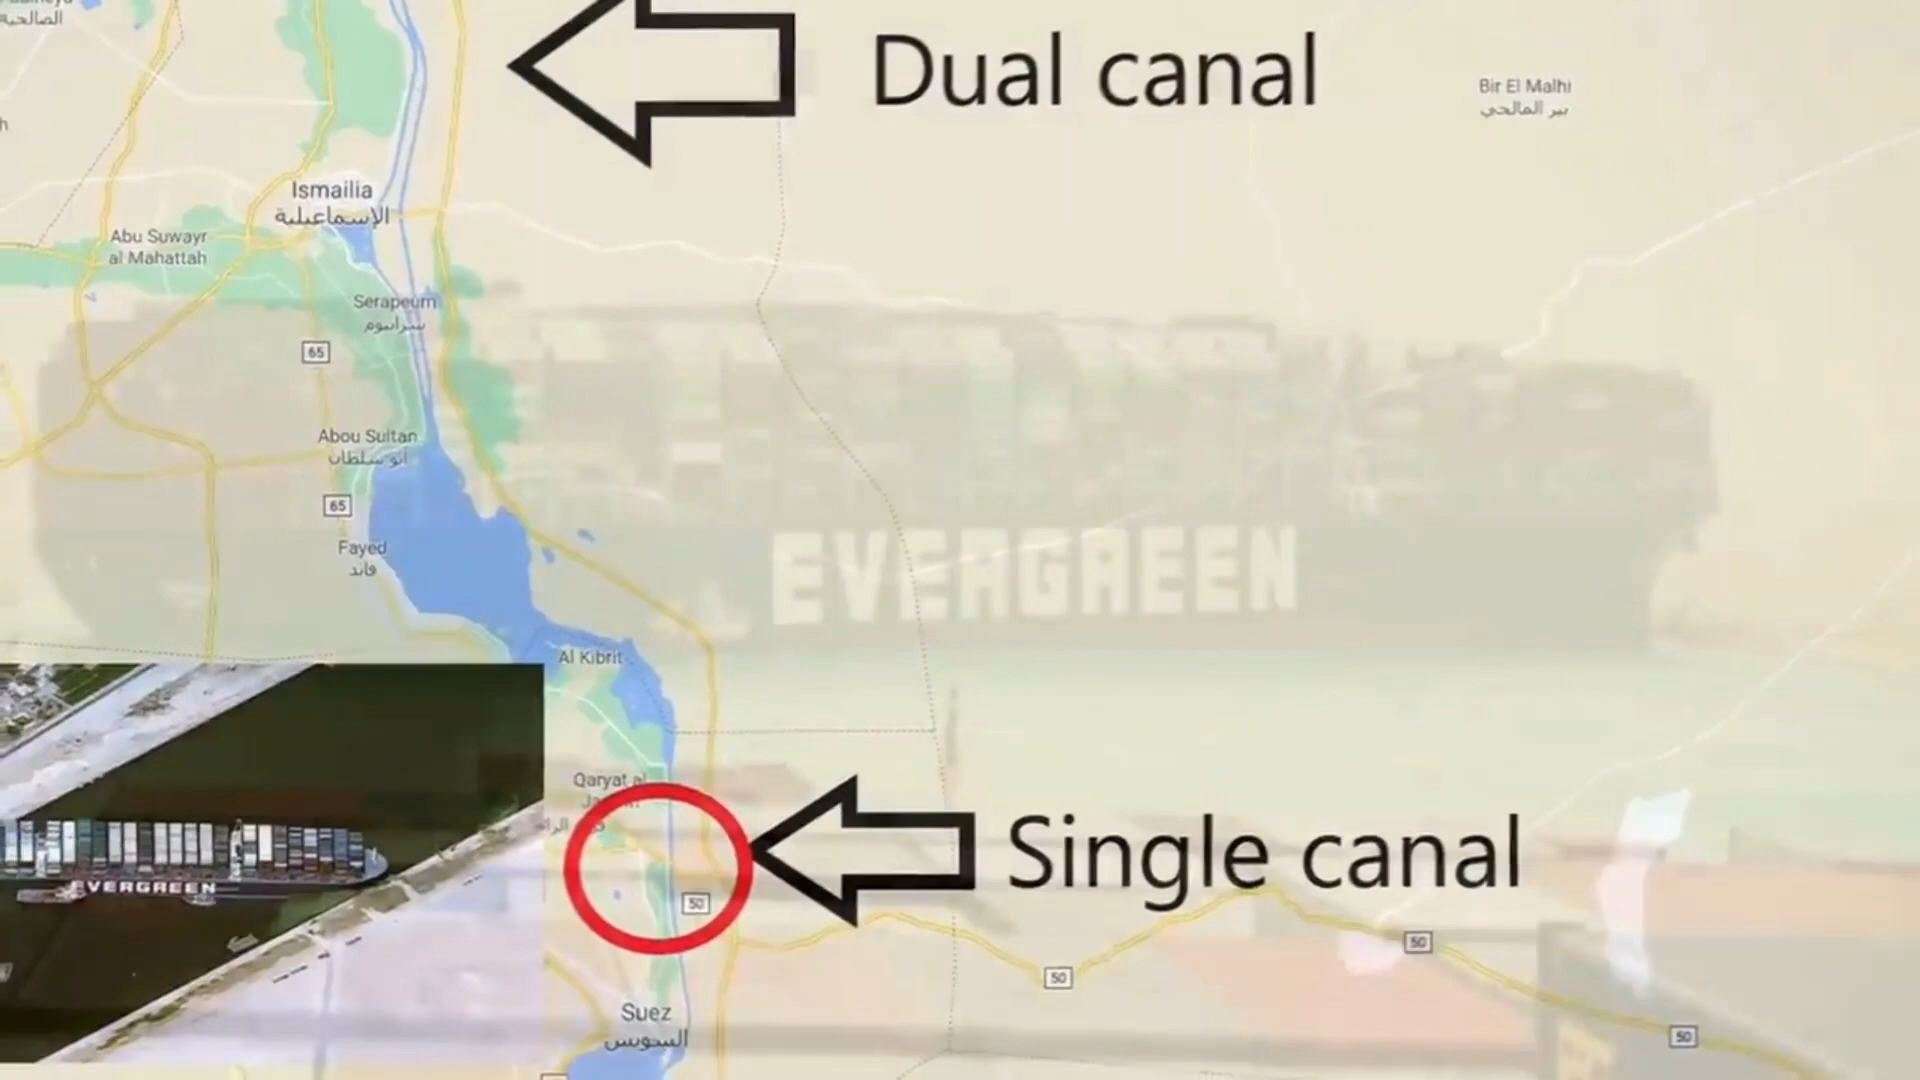 الصالحية
Dual canal
Bir El Malhi
بير المالحي
Ismailia
الإسماعيلية
Abu Suwayr
al Mahattah
Serapeum
سرابيوم
65
Abou Sultan
أبو سلطان
65
Fayed
فايد
EVERGREEN
Al Kibrit
Qaryat al
Single canal
EVERGREEN
50
50
50
Suez
السويس
50